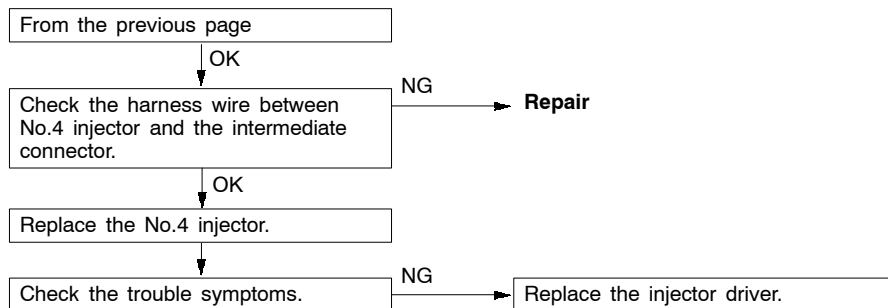 From the previous page
OK
Check the harness wire between
No.4 injector and the intermediate
connector.
NG
Repair
OK
Replace the No.4 injector.
Check the trouble symptoms.
NG
Replace the injector driver.